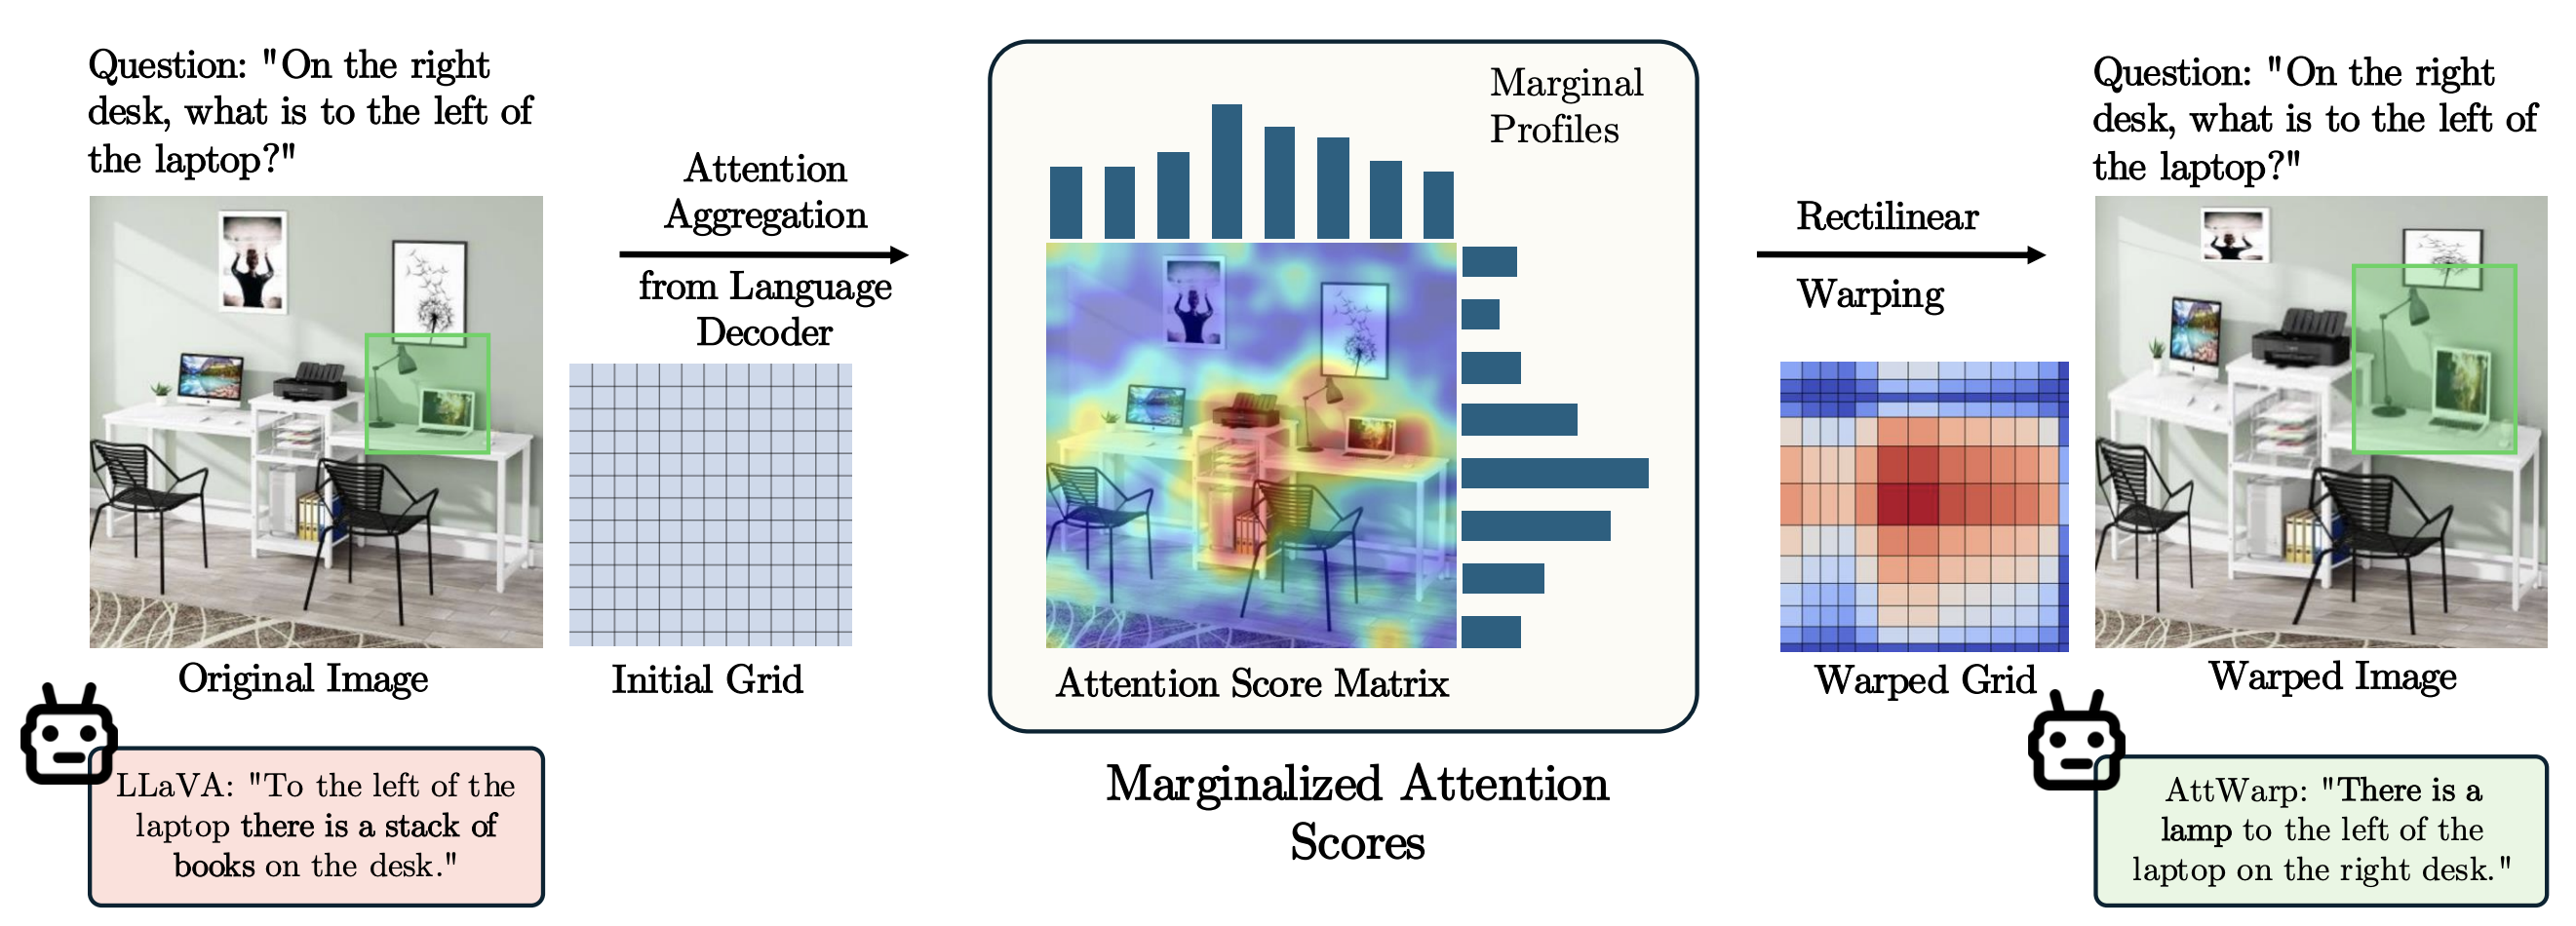 Question: "On the right
desk, what is to the left of
the laptop?"
Original Image
LLaVA: "To the left of the
laptop there is a stack of
books on the desk."
Attention
Aggregation
from Language
Decoder
Initial Grid
Marginal
Profiles
Attention Score Matrix
Marginalized Attention
Scores
Rectilinear
Warping
Warped Grid
Question: "On the right
desk, what is to the left of
the laptop?"
Warped Image
AttWarp: "There is a
lamp to the left of the
laptop on the right desk."